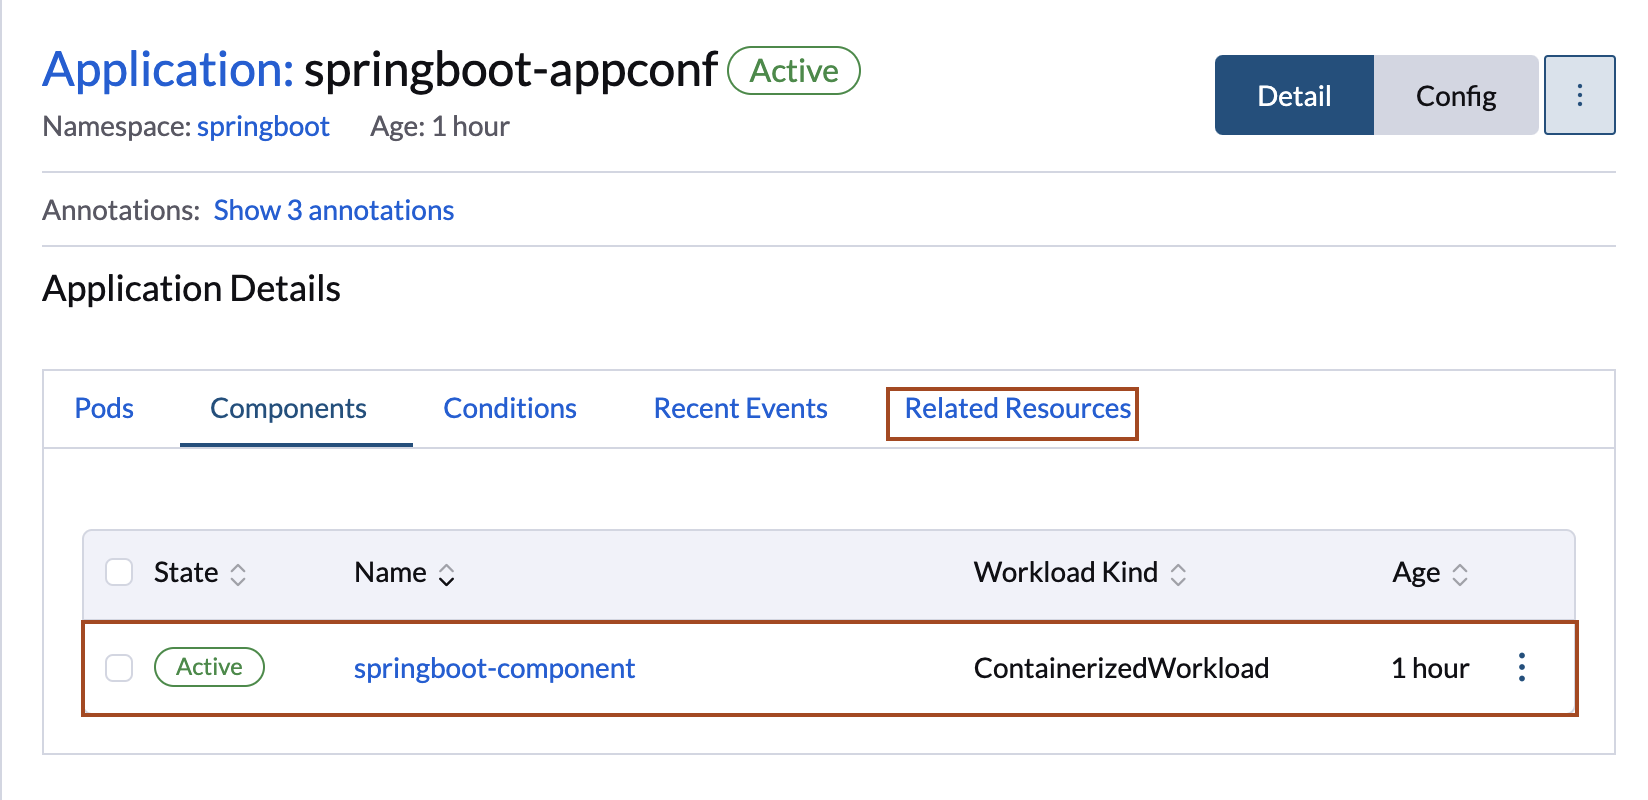 Application: springboot-appconf Active
Detail Config
Namespace: springboot Age: 1 hour
Annotations: Show 3 annotations
Application Details
Pods Components Conditions Recent Events Related Resources
State Name Workload Kind Age
Active springboot-component ContainerizedWorkload 1 hour